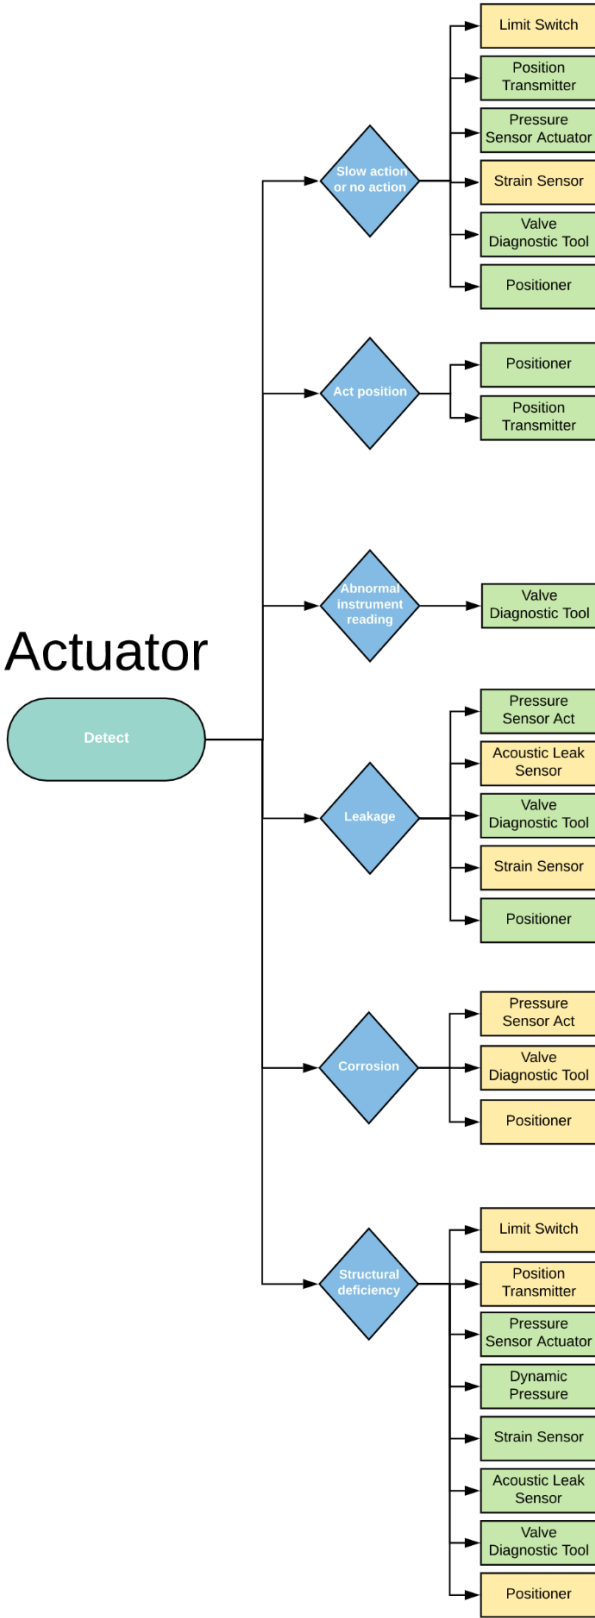 Limit Switch
Position
Transmitter
Pressure
Sensor Actuator
Slow action
or no action
Strain Sensor
Valve
Diagnostic Tool
Positioner
Positioner
Act position
Position
Transmitter
Abnormal
instrument
reading
Valve
Diagnostic Tool
Actuator
Detect
Pressure
Sensor Act
Acoustic Leak
Sensor
Leakage
Valve
Diagnostic Tool
Strain Sensor
Positioner
Pressure
Sensor Act
Corrosion
Valve
Diagnostic Tool
Positioner
Limit Switch
Structural
deficiency
Position
Transmitter
Pressure
Sensor Actuator
Dynamic
Pressure
Strain Sensor
Acoustic Leak
Sensor
Valve
Diagnostic Tool
Positioner